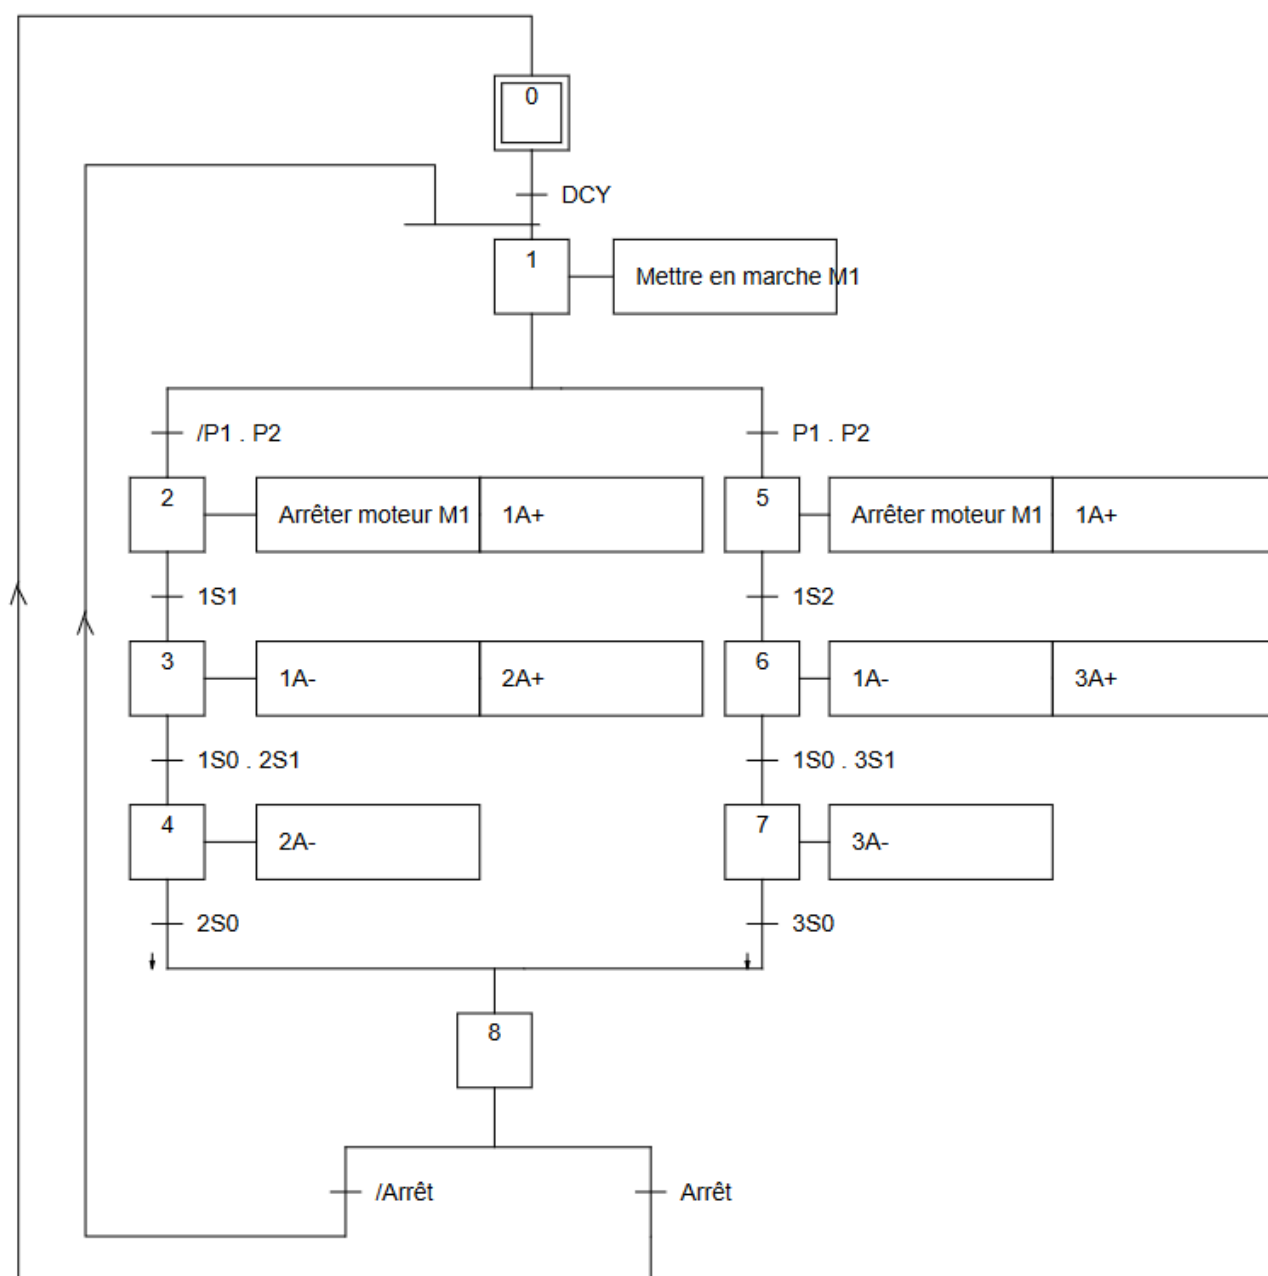 0
DCY
1
Mettre en marche M1
/P1 . P2
P1 . P2
2
Arrêter moteur M1
1A+
5
Arrêter moteur M1
1A+
1S1
1S2
3
1A-
2A+
6
1A-
3A+
1S0 . 2S1
1S0 . 3S1
4
2A-
7
3A-
2S0
3S0
8
/Arrêt
Arrêt